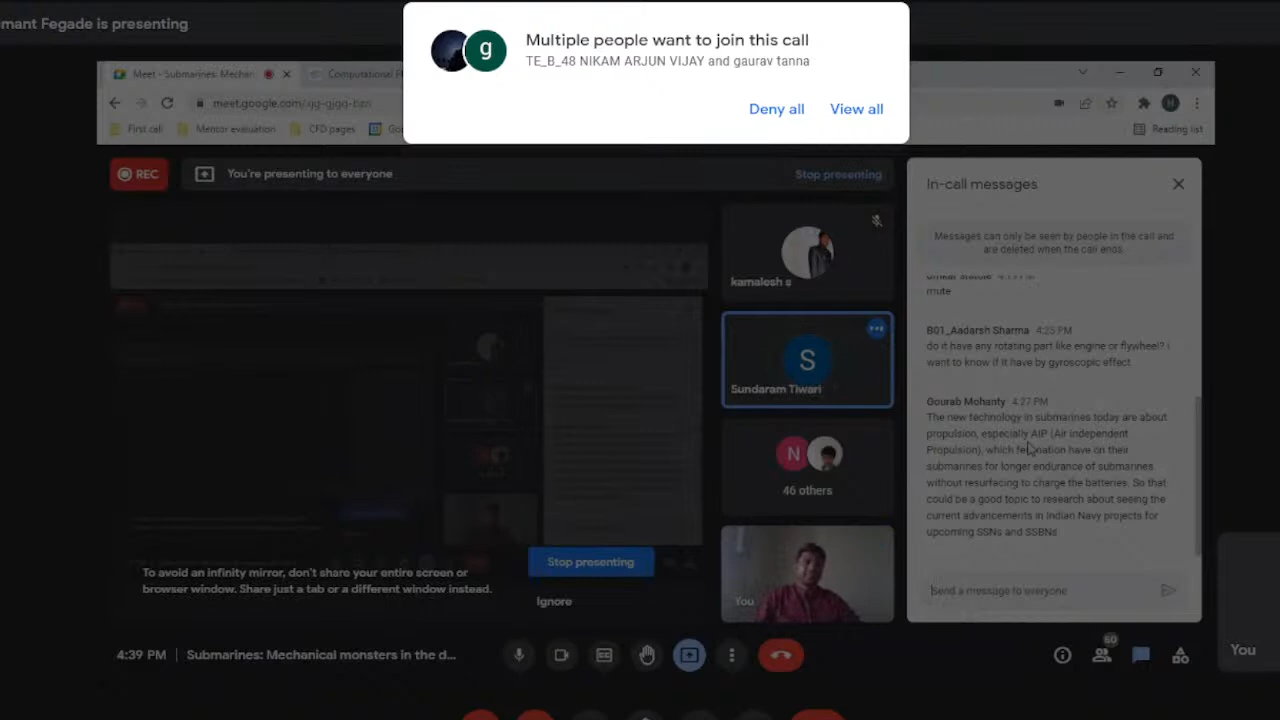 imant Fegade is presenting
Multiple people want to join this call
TE_B_48 NIKAM ARJUN VIJAY and gaurav tanna
Deny all
View all
Meet - Submarines: Mechan
Computational F
meet.google.com/
First call
Mentor evaluation
CFD pages
Reading list
REC
You're presenting to everyone
Stop presenting
In-call messages
Messages can only be seen by people in the call and
are deleted when the call ends
mute
B01_Aadarsh Sharma 4:25 PM
do it have any rotating part like engine or flywheel? i
want to know if it have by gyroscopic effect
Gourab Mohanty 4:27 PM
The new technology in submarines today are about
propulsion, especially AIP (Air independent
Propulsion), which few nation have on their
submarines for longer endurance of submarines
without resurfacing to charge the batteries. So that
could be a good topic to research about seeing the
current advancements in Indian Navy projects for
upcoming SSNs and SSBNs
Send a message to everyone
kamalesh s
S
Sundaram Tiwari
N
46 others
You
To avoid an infinity mirror, don't share your entire screen or
browser window. Share just a tab or a different window instead.
Stop presenting
Ignore
4:39 PM
Submarines: Mechanical monsters in the d...
60
You